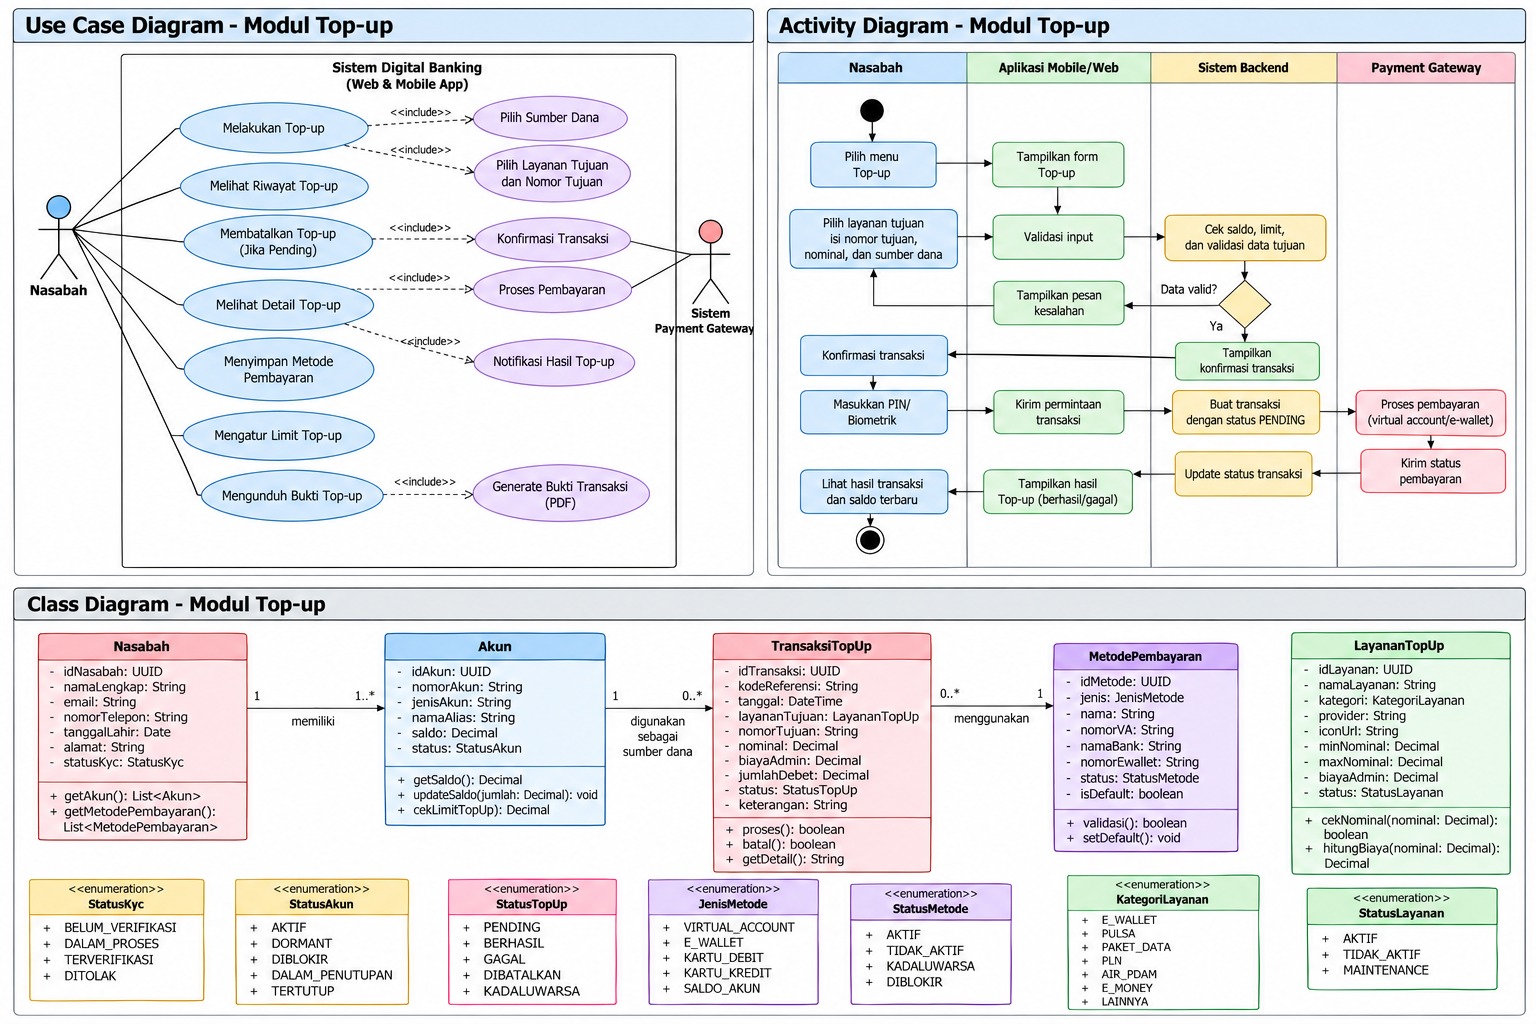 Use Case Diagram - Modul Top-up
Sistem Digital Banking
(Web & Mobile App)
Nasabah
Melakukan Top-up
Melihat Riwayat Top-up
Membatalkan Top-up
(Jika Pending)
Melihat Detail Top-up
Menyimpan Metode
Pembayaran
Mengatur Limit Top-up
Mengunduh Bukti Top-up
<<include>>
<<include>>
<<include>>
<<include>>
<<include>>
<<include>>
Pilih Sumber Dana
Pilih Layanan Tujuan
dan Nomor Tujuan
Konfirmasi Transaksi
Proses Pembayaran
Notifikasi Hasil Top-up
Generate Bukti Transaksi
(PDF)
Sistem
Payment Gateway
Activity Diagram - Modul Top-up
Nasabah
Aplikasi Mobile/Web
Sistem Backend
Payment Gateway
Pilih menu
Top-up
Tampilkan form
Top-up
Pilih layanan tujuan
isi nomor tujuan,
nominal, dan sumber dana
Validasi input
Cek saldo, limit,
dan validasi data tujuan
Data valid?
Tampilkan pesan
kesalahan
Ya
Konfirmasi transaksi
Tampilkan
konfirmasi transaksi
Masukkan PIN/
Biometrik
Kirim permintaan
transaksi
Buat transaksi
dengan status PENDING
Proses pembayaran
(virtual account/e-wallet)
Lihat hasil transaksi
dan saldo terbaru
Tampilkan hasil
Top-up (berhasil/gagal)
Update status transaksi
Kirim status
pembayaran
Class Diagram - Modul Top-up
Nasabah
- idNasabah: UUID
- namaLengkap: String
- email: String
- nomorTelepon: String
- tanggalLahir: Date
- alamat: String
- statusKyc: StatusKyc
+ getAkun(): List<Akun>
+ getMetodePembayaran():
List<MetodePembayaran>
1
1..*
memiliki
Akun
- idAkun: UUID
- nomorAkun: String
- jenisAkun: String
- namaAlias: String
- saldo: Decimal
- status: StatusAkun
+ getSaldo(): Decimal
+ updateSaldo(jumlah: Decimal): void
+ cekLimitTopUp): Decimal
1
0..*
digunakan
sebagai
sumber dana
TransaksiTopUp
- idTransaksi: UUID
- kodeReferensi: String
- tanggal: DateTime
- layananTujuan: LayananTopUp
- nomorTujuan: String
- nominal: Decimal
- biayaAdmin: Decimal
- jumlahDebet: Decimal
- status: StatusTopUp
- keterangan: String
+ proses(): boolean
+ batal(): boolean
+ getDetall(): String
0..*
1
menggunakan
MetodePembayaran
- idMetode: UUID
- jenis: JenisMetode
- nama: String
- nomorVA: String
- namaBank: String
- nomorEwallet: String
- status: StatusMetode
- isDefault: boolean
+ validasi(): boolean
+ setDefault(): void
LayananTopUp
- idLayanan: UUID
- namaLayanan: String
- kategori: KategoriLayanan
- provider: String
- iconUrl: String
- minNominal: Decimal
- maxNominal: Decimal
- biayaAdmin: Decimal
- status: StatusLayanan
+ cekNominal(nominal: Decimal):
boolean
+ hitungBiaya(nominal: Decimal):
Decimal
<<enumeration>>
StatusKyc
+ BELUM_VERIFIKASI
+ DALAM_PROSES
+ TERVERIFIKASI
+ DITOLAK
<<enumeration>>
StatusAkun
+ AKTIF
+ DORMANT
+ DIBLOKIR
+ DALAM_PENUTUPAN
+ TERTUTUP
<<enumeration>>
StatusTopUp
+ PENDING
+ BERHASIL
+ GAGAL
+ DIBATALKAN
+ KADALUWARSA
<<enumeration>>
JenisMetode
+ VIRTUAL_ACCOUNT
+ E_WALLET
+ KARTU_DEBIT
+ KARTU_KREDIT
+ SALDO_AKUN
<<enumeration>>
StatusMetode
+ AKTIF
+ TIDAK_AKTIF
+ KADALUWARSA
+ DIBLOKIR
<<enumeration>>
KategoriLayanan
+ E_WALLET
+ PULSA
+ PAKET_DATA
+ PLN
+ AIR_PDAM
+ E_MONEY
+ LAINNYA
<<enumeration>>
StatusLayanan
+ AKTIF
+ TIDAK_AKTIF
+ MAINTENANCE